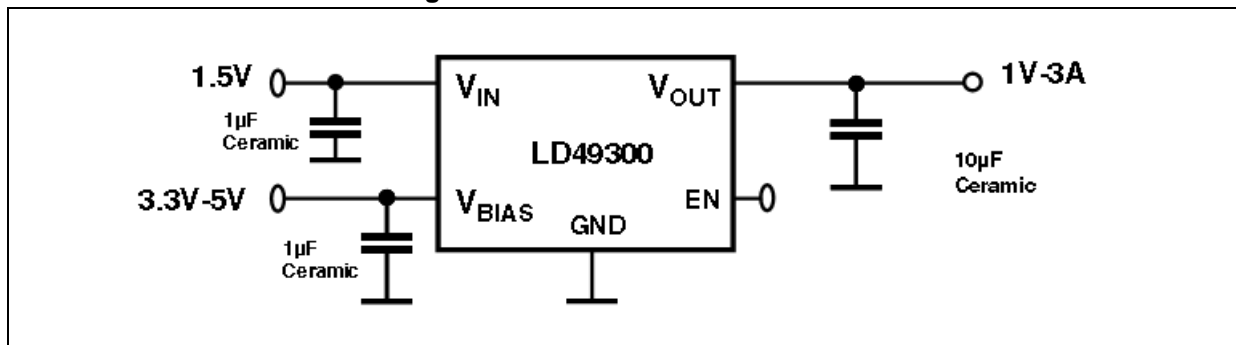 1.5V
1µF
Ceramic
3.3V-5V
1µF
Ceramic
VIN
VBIAS
LD49300
GND
VOUT
EN
1V-3A
10µF
Ceramic